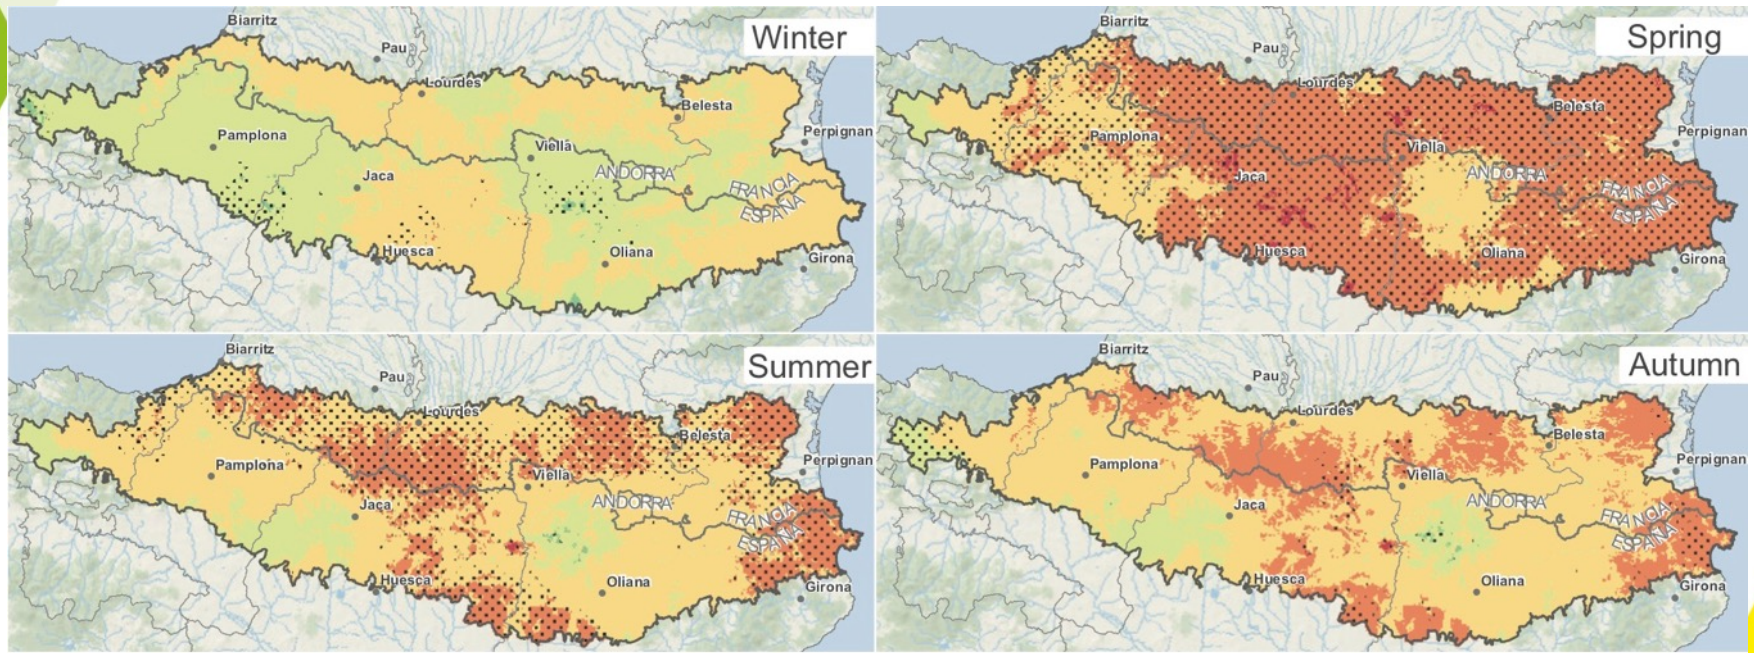 Winter
Biarritz
Pau
Lourdes
Belesta
Pamplona
Perpignan
Viella
Jaca
ANDORRA
FRANCIA
ESPAÑA
Huesca
Oliana
Girona
Spring
Biarritz
Pau
Lourdes
Belesta
Pamplona
Perpignan
Viella
Jaca
ANDORRA
FRANCIA
ESPAÑA
Huesca
Oliana
Girona
Summer
Biarritz
Pau
Lourdes
Belesta
Pamplona
Perpignan
Viella
Jaca
ANDORRA
FRANCIA
ESPAÑA
Huesca
Oliana
Girona
Autumn
Biarritz
Pau
Lourdes
Belesta
Pamplona
Perpignan
Viella
Jaca
ANDORRA
FRANCIA
ESPAÑA
Huesca
Oliana
Girona